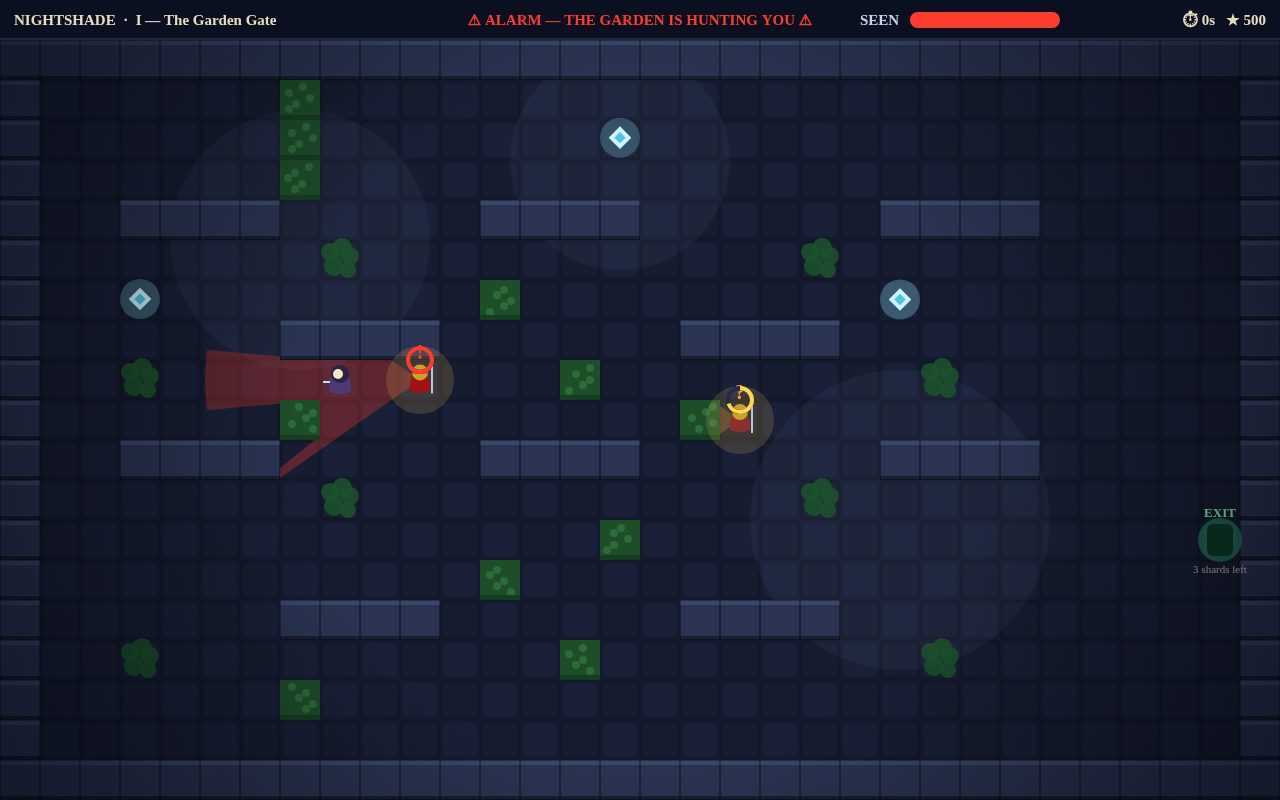 NIGHTSHADE · I — The Garden Gate
⚠ ALARM — THE GARDEN IS HUNTING YOU ⚠
SEEN
⏱ 0s ★ 500
!
?
EXIT
3 shards left